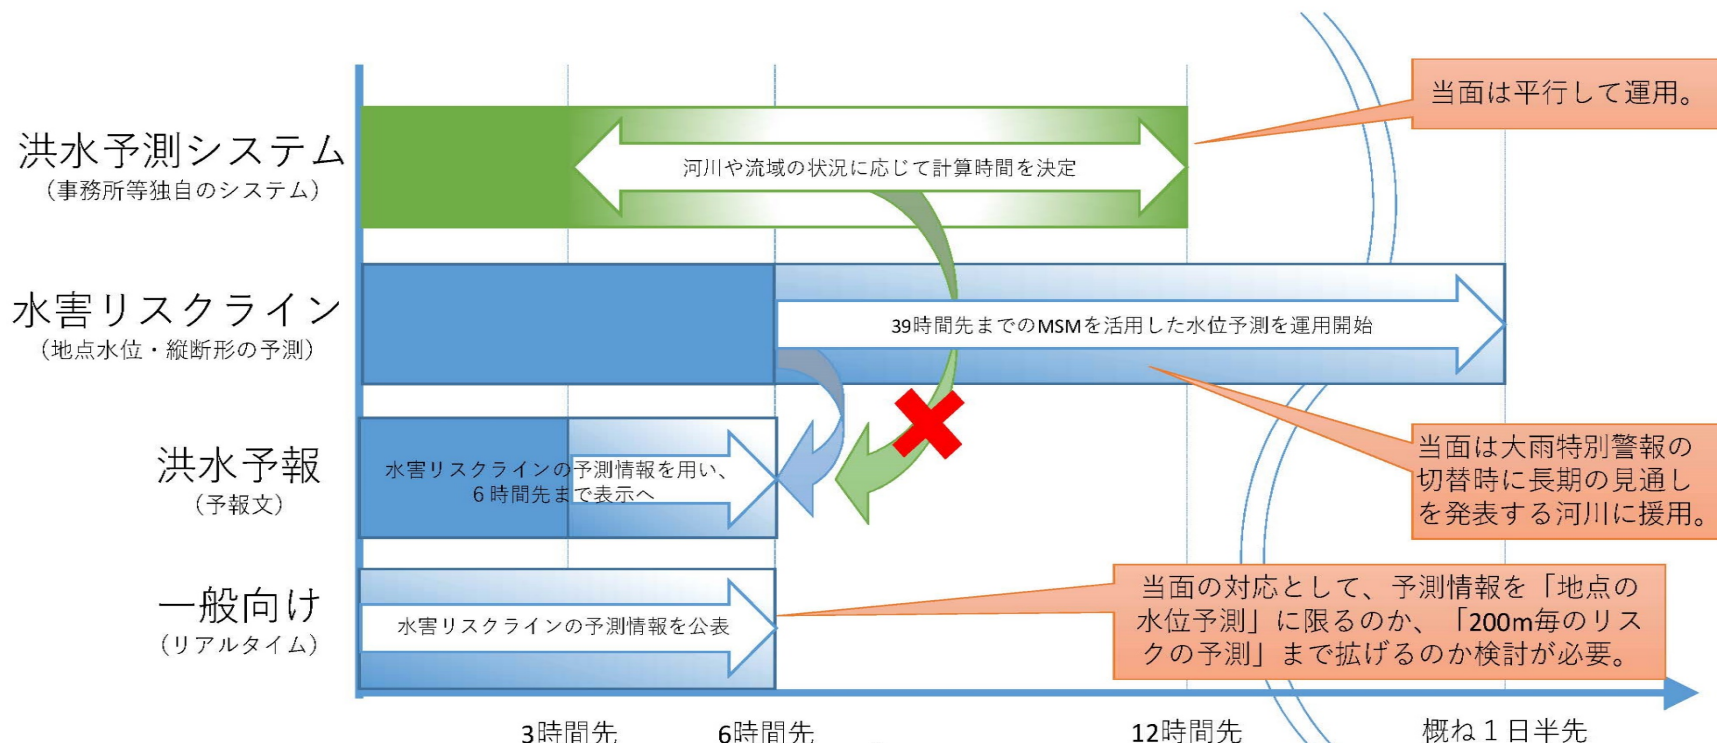 当面は平行して運用。
洪水予測システム
（事務所等独自のシステム）
河川や流域の状況に応じて計算時間を決定
水害リスクライン
（地点水位・縦断形の予測）
39時間先までのMSMを活用した水位予測を運用開始
当面は大雨特別警報の
切替時に長期の見通し
を発表する河川に援用。
洪水予報
（予報文）
水害リスクラインの予測情報を用い、
６時間先まで表示へ
一般向け
（リアルタイム）
水害リスクラインの予測情報を公表
当面の対応として、予測情報を「地点の
水位予測」に限るのか、「200m毎のリス
クの予測」まで拡げるのか検討が必要。
3時間先
6時間先
12時間先
概ね１日半先